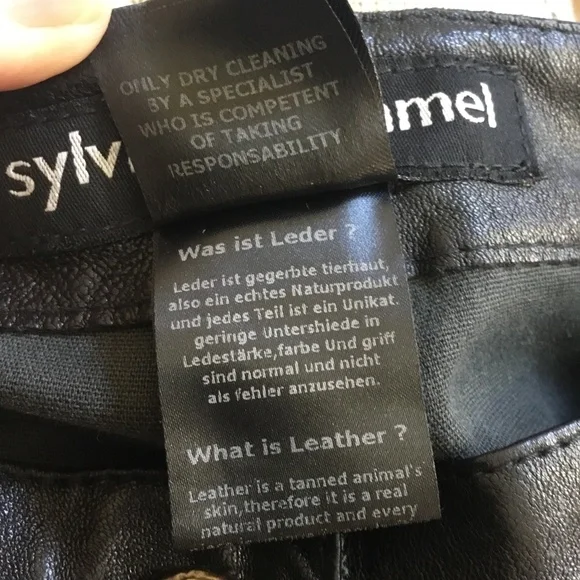 ONLY DRY CLEANING
BY A SPECIALIST
WHO IS COMPETENT
OF TAKING
RESPONSABILITY
sylv
mel
Was ist Leder ?
Leder ist gegerbte tierhaut,
also ein echtes Naturprodukt
und jedes Teil ist ein Unikat.
geringe Untershiede in
Ledestärke,farbe Und griff
sind normal und nicht
als fehler anzusehen.
What is Leather ?
Leather is a tanned animal's
skin,therefore it is a real
natural product and every